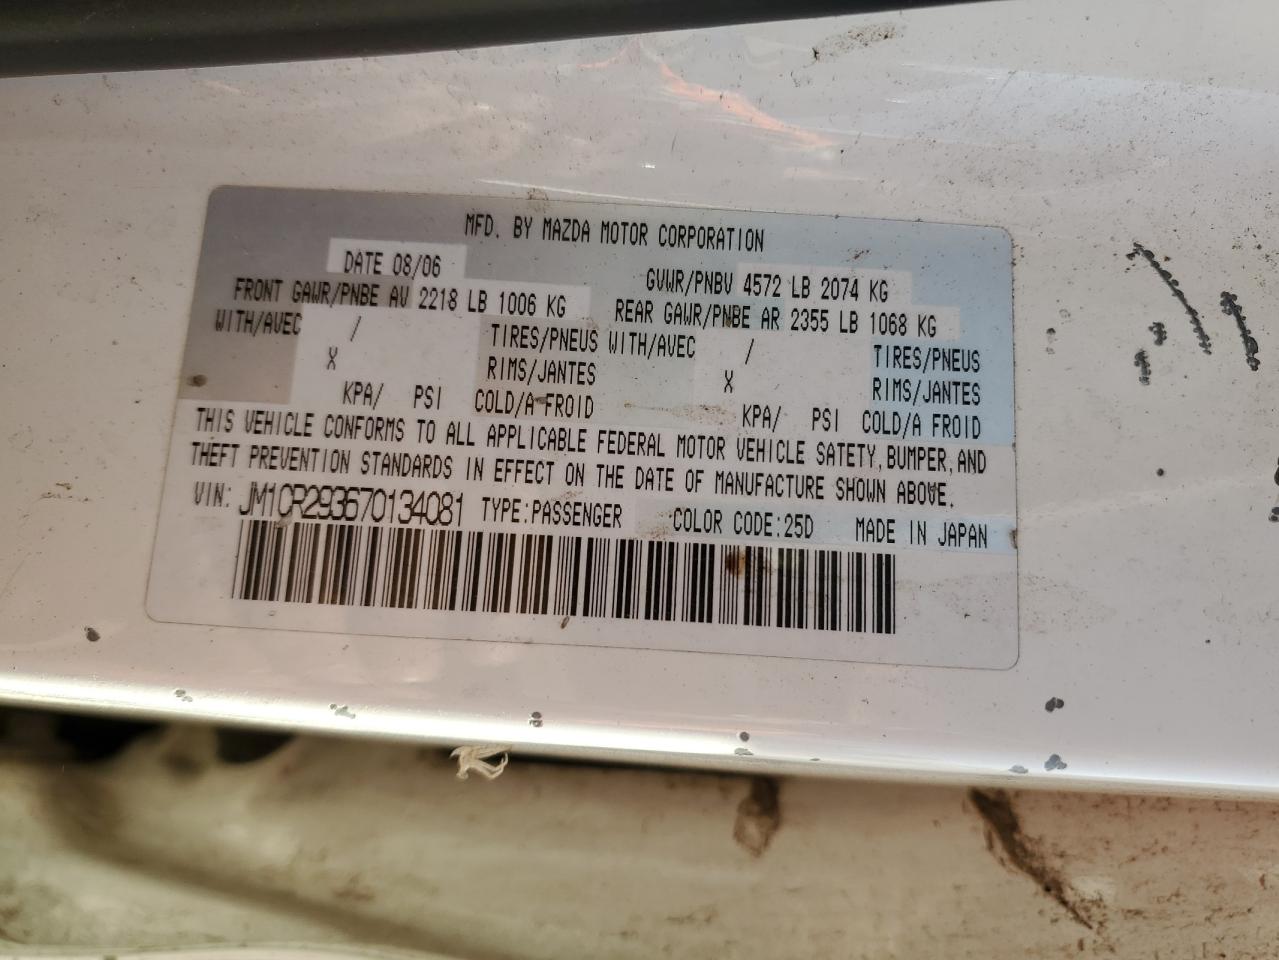 MFD. BY MAZDA MOTOR CORPORATION
DATE 08/06 GVWR/PNBV 4572 LB 2074 KG
FRONT GAWR/PNBE AV 2218 LB 1006 KG REAR GAWR/PNBE AR 2355 LB 1068 KG
WITH/AVEC / TIRES/PNEUS WITH/AVEC / TIRES/PNEUS
X RIMS/JANTES X RIMS/JANTES
KPA/ PSI COLD/A FROID KPA/ PSI COLD/A FROID
THIS VEHICLE CONFORMS TO ALL APPLICABLE FEDERAL MOTOR VEHICLE SATETY,BUMPER,AND
THEFT PREVENTION STANDARDS IN EFFECT ON THE DATE OF MANUFACTURE SHOWN ABOVE.
VIN: JM1CR293670134081 TYPE:PASSENGER COLOR CODE:25D MADE IN JAPAN